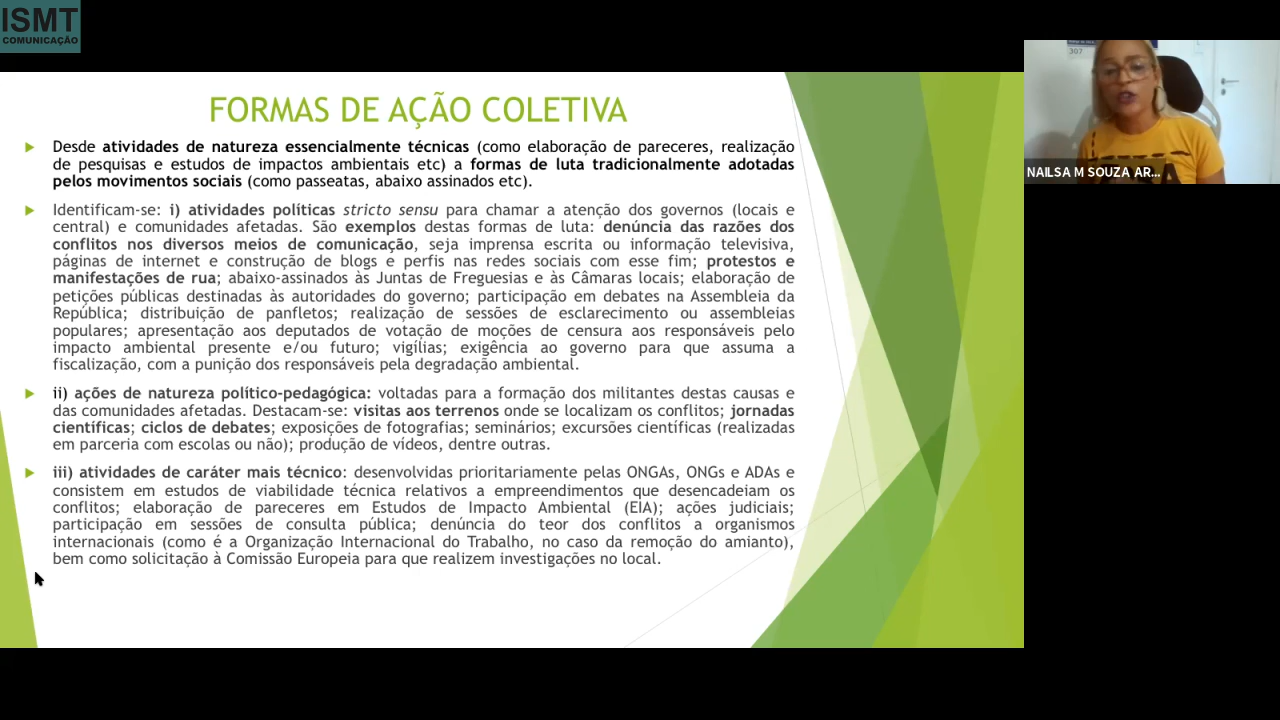 ISMT
COMUNICAÇÃO
FORMAS DE AÇÃO COLETIVA
Desde atividades de natureza essencialmente técnicas (como elaboração de pareceres, realização
de pesquisas e estudos de impactos ambientais etc) a formas de luta tradicionalmente adotadas
pelos movimentos sociais (como passeatas, abaixo assinados etc).
Identificam-se: i) atividades políticas stricto sensu para chamar a atenção dos governos (locais e
central) e comunidades afetadas. São exemplos destas formas de luta: denúncia das razões dos
conflitos nos diversos meios de comunicação, seja imprensa escrita ou informação televisiva,
páginas de internet e construção de blogs e perfis nas redes sociais com esse fim; protestos e
manifestações de rua; abaixo-assinados às Juntas de Freguesias e às Câmaras locais; elaboração de
petições públicas destinadas às autoridades do governo; participação em debates na Assembleia da
República; distribuição de panfletos; realização de sessões de esclarecimento ou assembleias
populares; apresentação aos deputados de votação de moções de censura aos responsáveis pelo
impacto ambiental presente e/ou futuro; vigílias; exigência ao governo para que assuma a
fiscalização, com a punição dos responsáveis pela degradação ambiental.
ii) ações de natureza político-pedagógica: voltadas para a formação dos militantes destas causas e
das comunidades afetadas. Destacam-se: visitas aos terrenos onde se localizam os conflitos; jornadas
científicas; ciclos de debates; exposições de fotografias; seminários; excursões científicas (realizadas
em parceria com escolas ou não); produção de vídeos, dentre outras.
iii) atividades de caráter mais técnico: desenvolvidas prioritariamente pelas ONGAs, ONGs e ADAs e
consistem em estudos de viabilidade técnica relativos a empreendimentos que desencadeiam os
conflitos; elaboração de pareceres em Estudos de Impacto Ambiental (EIA); ações judiciais;
participação em sessões de consulta pública; denúncia do teor dos conflitos a organismos
internacionais (como é a Organização Internacional do Trabalho, no caso da remoção do amianto),
bem como solicitação à Comissão Europeia para que realizem investigações no local.
307
NAILSA M SOUZA AR...